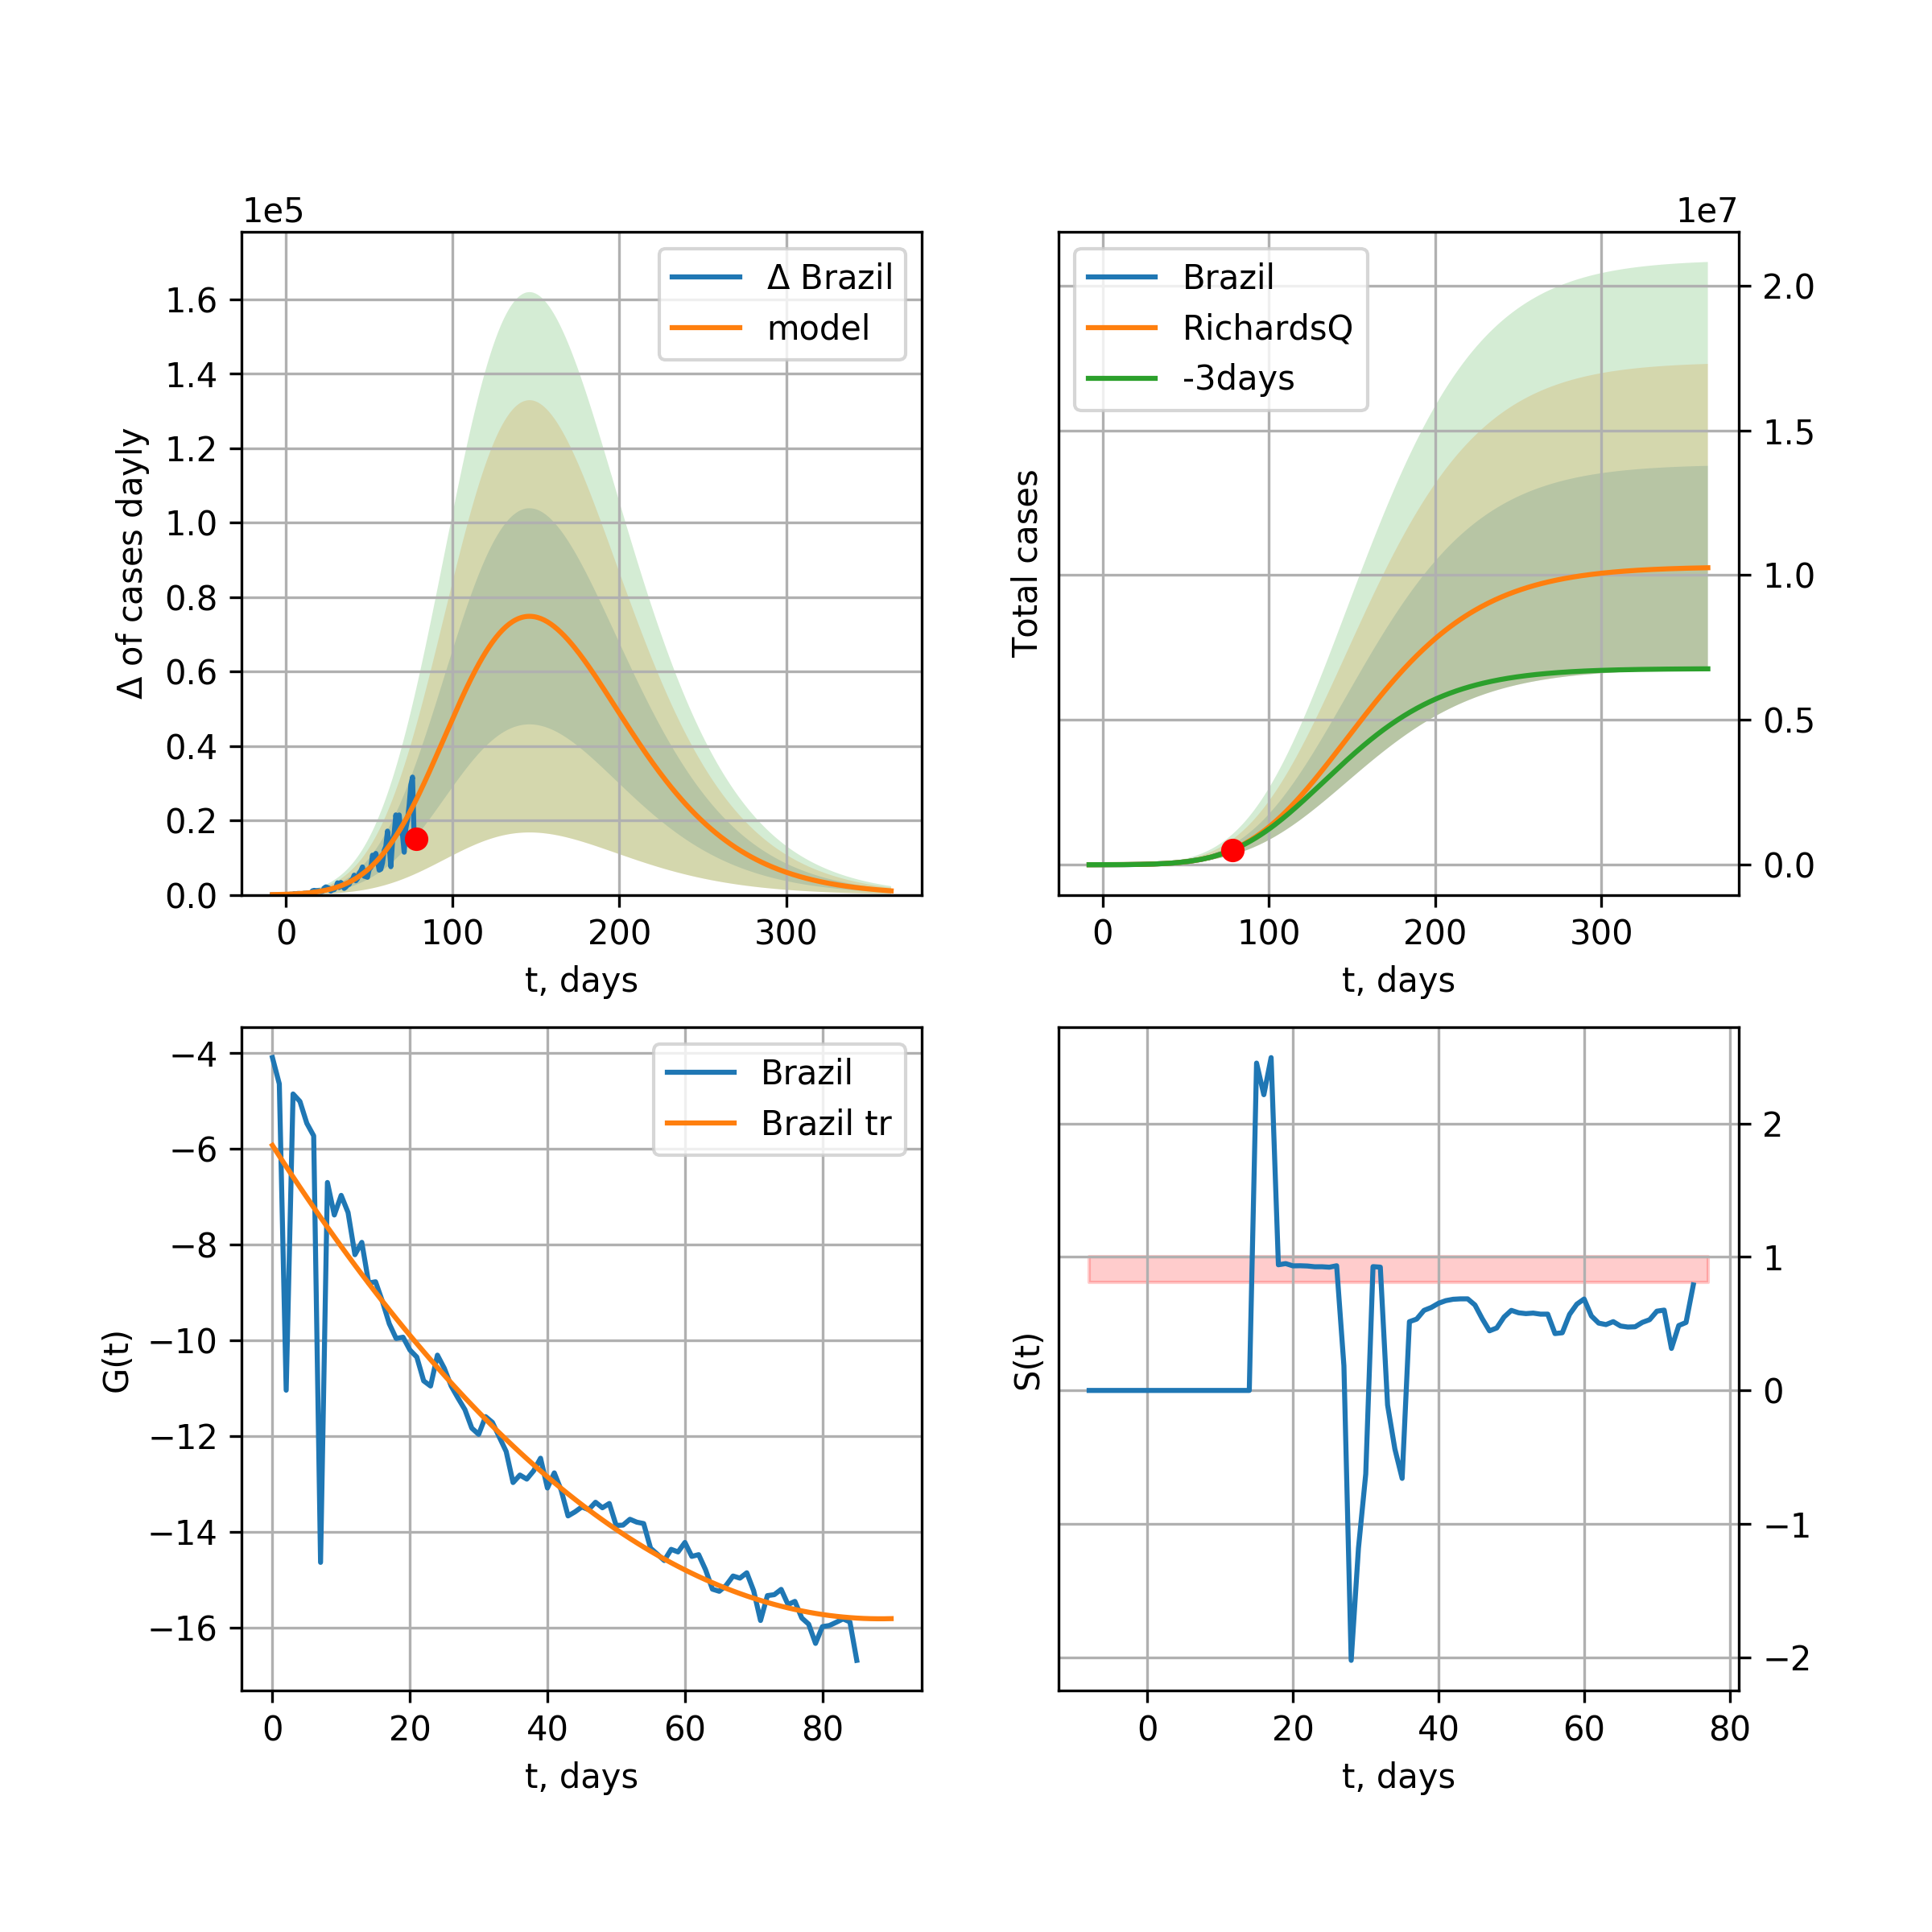 1e5
Δ of cases dayly
1.6
1.4
1.2
1.0
0.8
0.6
0.4
0.2
0.0
Δ Brazil
model
0 100 200 300
t, days
1e7
Total cases
Brazil
RichardsQ
-3days
2.0
1.5
1.0
0.5
0.0
0 100 200 300
t, days
G(t)
−4
−6
−8
−10
−12
−14
−16
Brazil
Brazil tr
0 20 40 60 80
t, days
S(t)
2
1
0
−1
−2
0 20 40 60 80
t, days